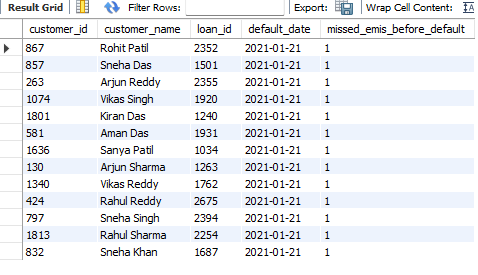 Result Grid Filter Rows: Export: Wrap Cell Content: IA
customer_id customer_name loan_id default_date missed_emis_before_default
867 Rohit Patil 2352 2021-01-21 1
857 Sneha Das 1501 2021-01-21 1
263 Arjun Reddy 2355 2021-01-21 1
1074 Vikas Singh 1920 2021-01-21 1
1801 Kiran Das 1240 2021-01-21 1
581 Aman Das 1931 2021-01-21 1
1636 Sanya Patil 1034 2021-01-21 1
130 Arjun Sharma 1263 2021-01-21 1
1340 Vikas Reddy 1762 2021-01-21 1
424 Rahul Reddy 2675 2021-01-21 1
797 Sneha Singh 2394 2021-01-21 1
1813 Rahul Sharma 2254 2021-01-21 1
832 Sneha Khan 1687 2021-01-21 1